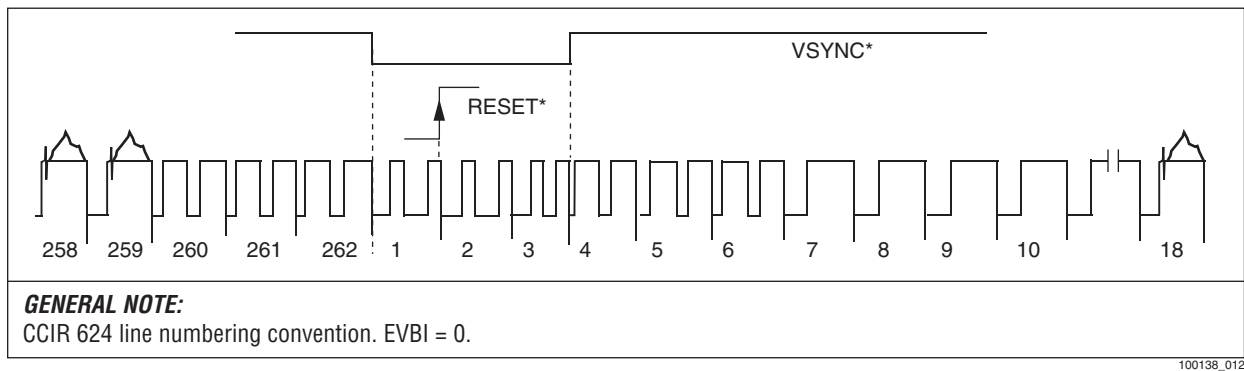 VSYNC*
RESET*
258 259 260 261 262 1 2 3 4 5 6 7 8 9 10 18
GENERAL NOTE:
CCIR 624 line numbering convention. EVBI = 0.
100138_012